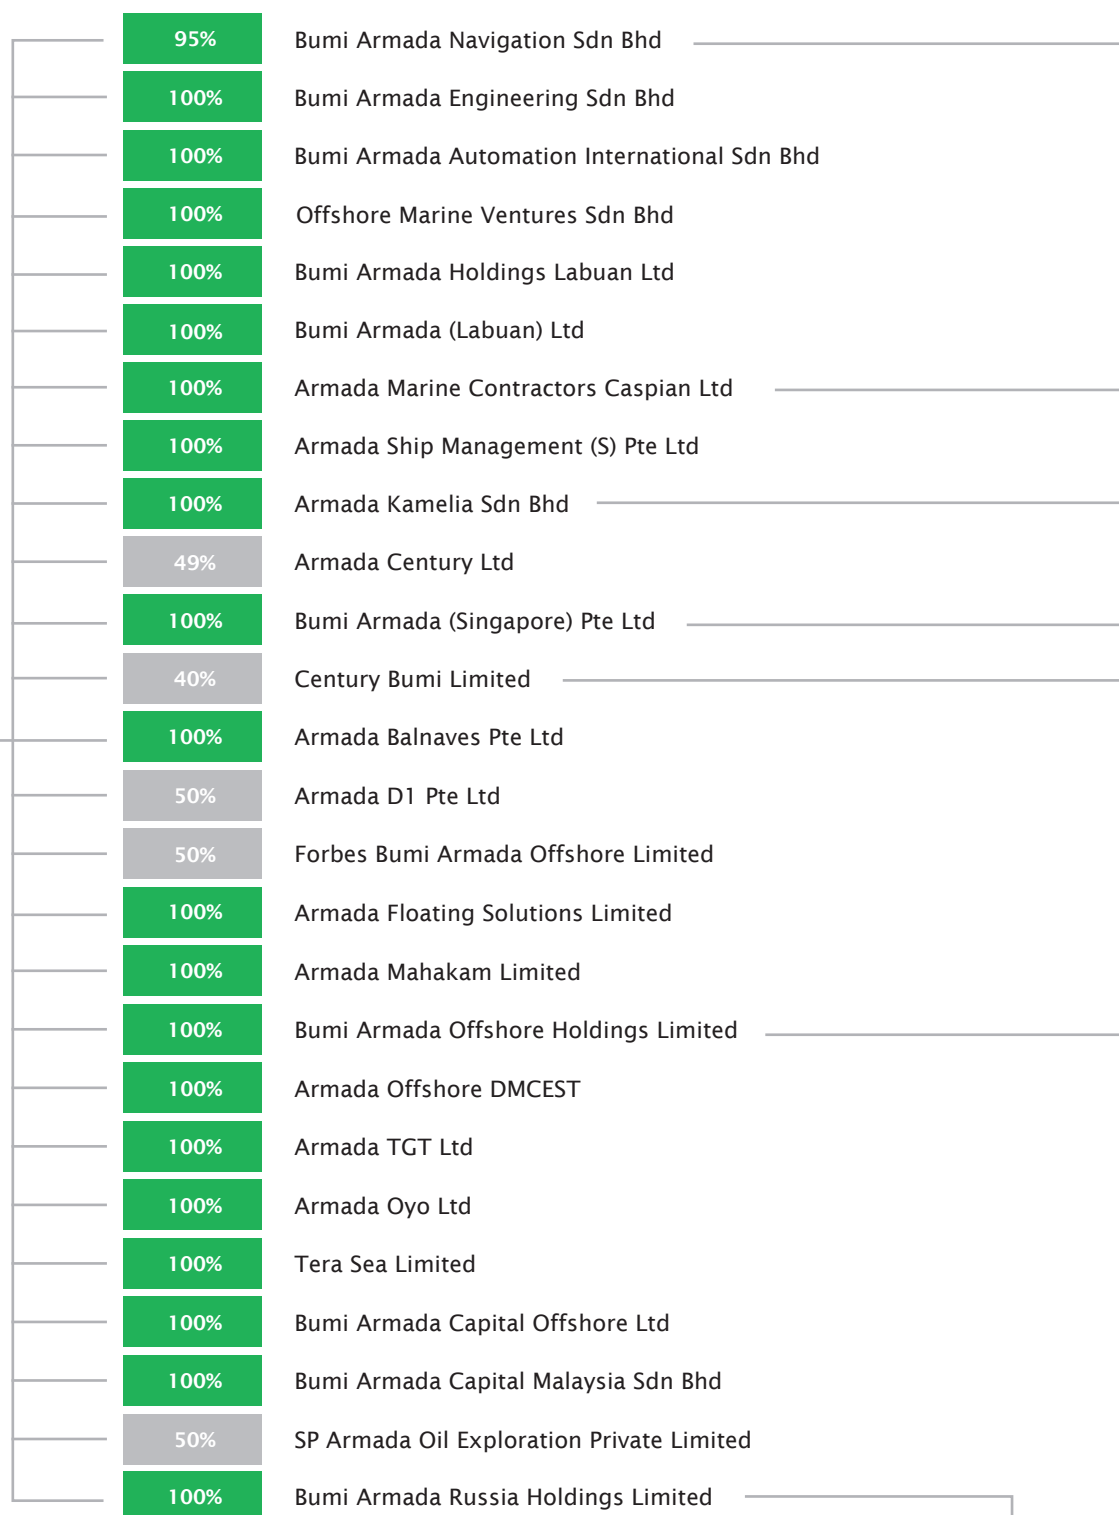 95% Bumi Armada Navigation Sdn Bhd
100% Bumi Armada Engineering Sdn Bhd
100% Bumi Armada Automation International Sdn Bhd
100% Offshore Marine Ventures Sdn Bhd
100% Bumi Armada Holdings Labuan Ltd
100% Bumi Armada (Labuan) Ltd
100% Armada Marine Contractors Caspian Ltd
100% Armada Ship Management (S) Pte Ltd
100% Armada Kamelia Sdn Bhd
49% Armada Century Ltd
100% Bumi Armada (Singapore) Pte Ltd
40% Century Bumi Limited
100% Armada Balnaves Pte Ltd
50% Armada D1 Pte Ltd
50% Forbes Bumi Armada Offshore Limited
100% Armada Floating Solutions Limited
100% Armada Mahakam Limited
100% Bumi Armada Offshore Holdings Limited
100% Armada Offshore DMCEST
100% Armada TGT Ltd
100% Armada Oyo Ltd
100% Tera Sea Limited
100% Bumi Armada Capital Offshore Ltd
100% Bumi Armada Capital Malaysia Sdn Bhd
50% SP Armada Oil Exploration Private Limited
100% Bumi Armada Russia Holdings Limited